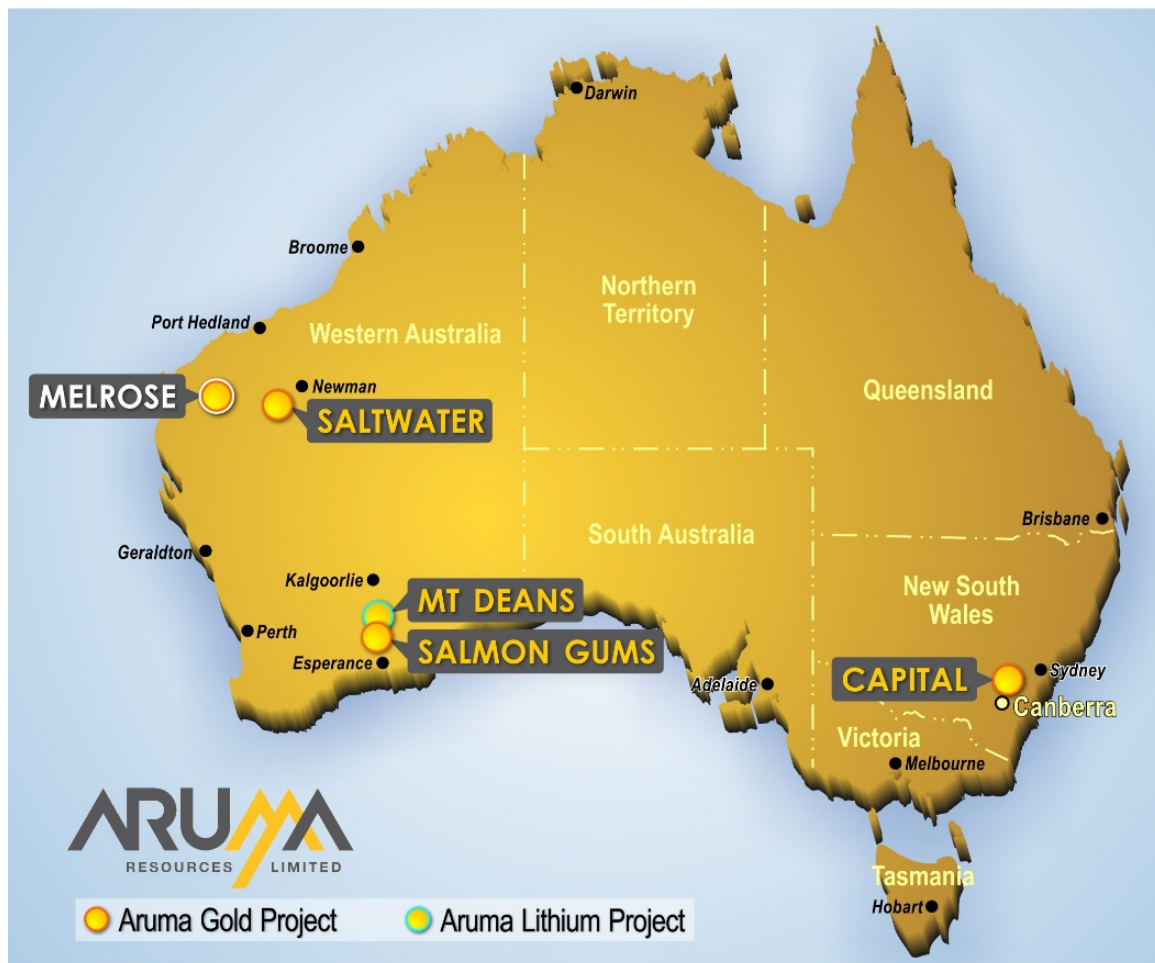 Darwin
Broome
Northern
Territory
Port Hedland
Western Australia
MELROSE
Newman
SALTWATER
Queensland
Brisbane
South Australia
Geraldton
Kalgoorlie
MT DEANS
New South
Wales
Perth
SALMON GUMS
Esperance
Adelaide
CAPITAL
Sydney
Canberra
Victoria
Melbourne
ARUMA
RESOURCES LIMITED
Tasmania
Hobart
Aruma Gold Project
Aruma Lithium Project